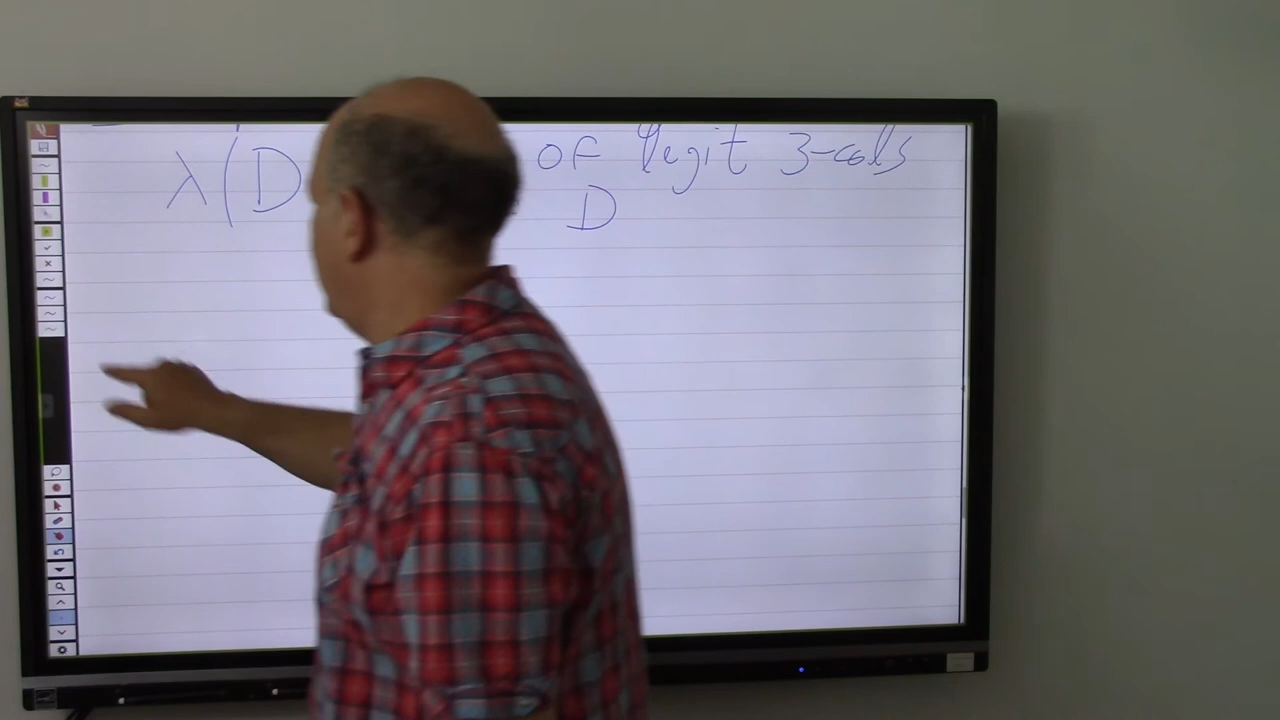 λ(D of legit 3-cols
D